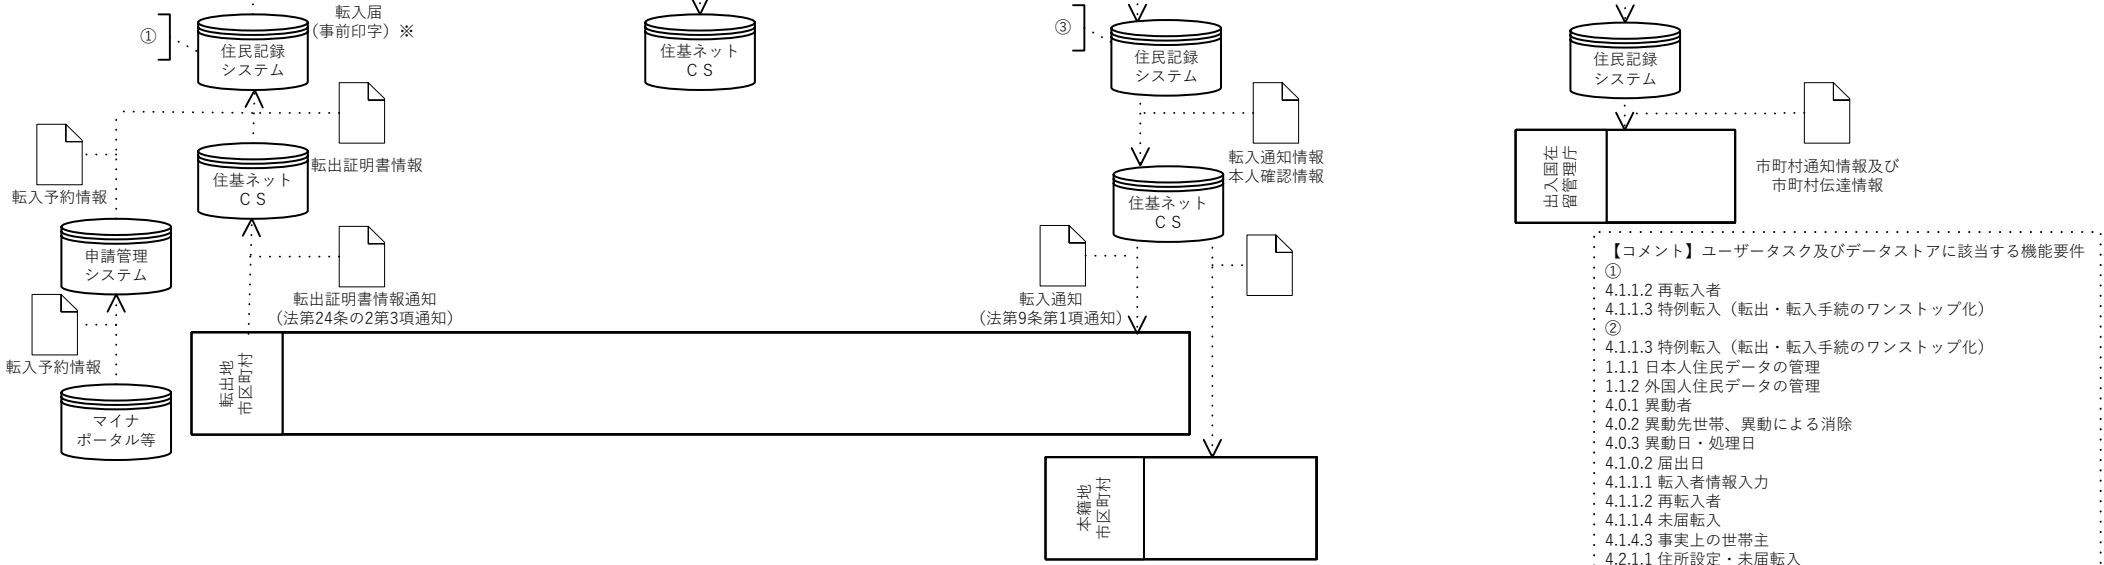 転入届
（事前印字）※
①
住民記録
システム
住基ネット
ＣＳ
③
住民記録
システム
住民記録
システム
転入予約情報
転出証明書情報
住基ネット
ＣＳ
転入通知情報
本人確認情報
住基ネット
ＣＳ
出入国在
留管理庁
市町村通知情報及び
市町村伝達情報
申請管理
システム
転出証明書情報通知
（法第24条の2第3項通知）
転入通知
（法第9条第1項通知）
転入予約情報
マイナ
ポータル等
転出地
市区町村
本籍地
市区町村
【コメント】ユーザータスク及びデータストアに該当する機能要件
①
4.1.1.2 再転入者
4.1.1.3 特例転入（転出・転入手続のワンストップ化）
②
4.1.1.3 特例転入（転出・転入手続のワンストップ化）
1.1.1 日本人住民データの管理
1.1.2 外国人住民データの管理
4.0.1 異動者
4.0.2 異動先世帯、異動による消除
4.0.3 異動日・処理日
4.1.0.2 届出日
4.1.1.1 転入者情報入力
4.1.1.2 再転入者
4.1.1.4 未届転入
4.1.4.3 事実上の世帯主
4.2.1.1 住所設定・未届転入